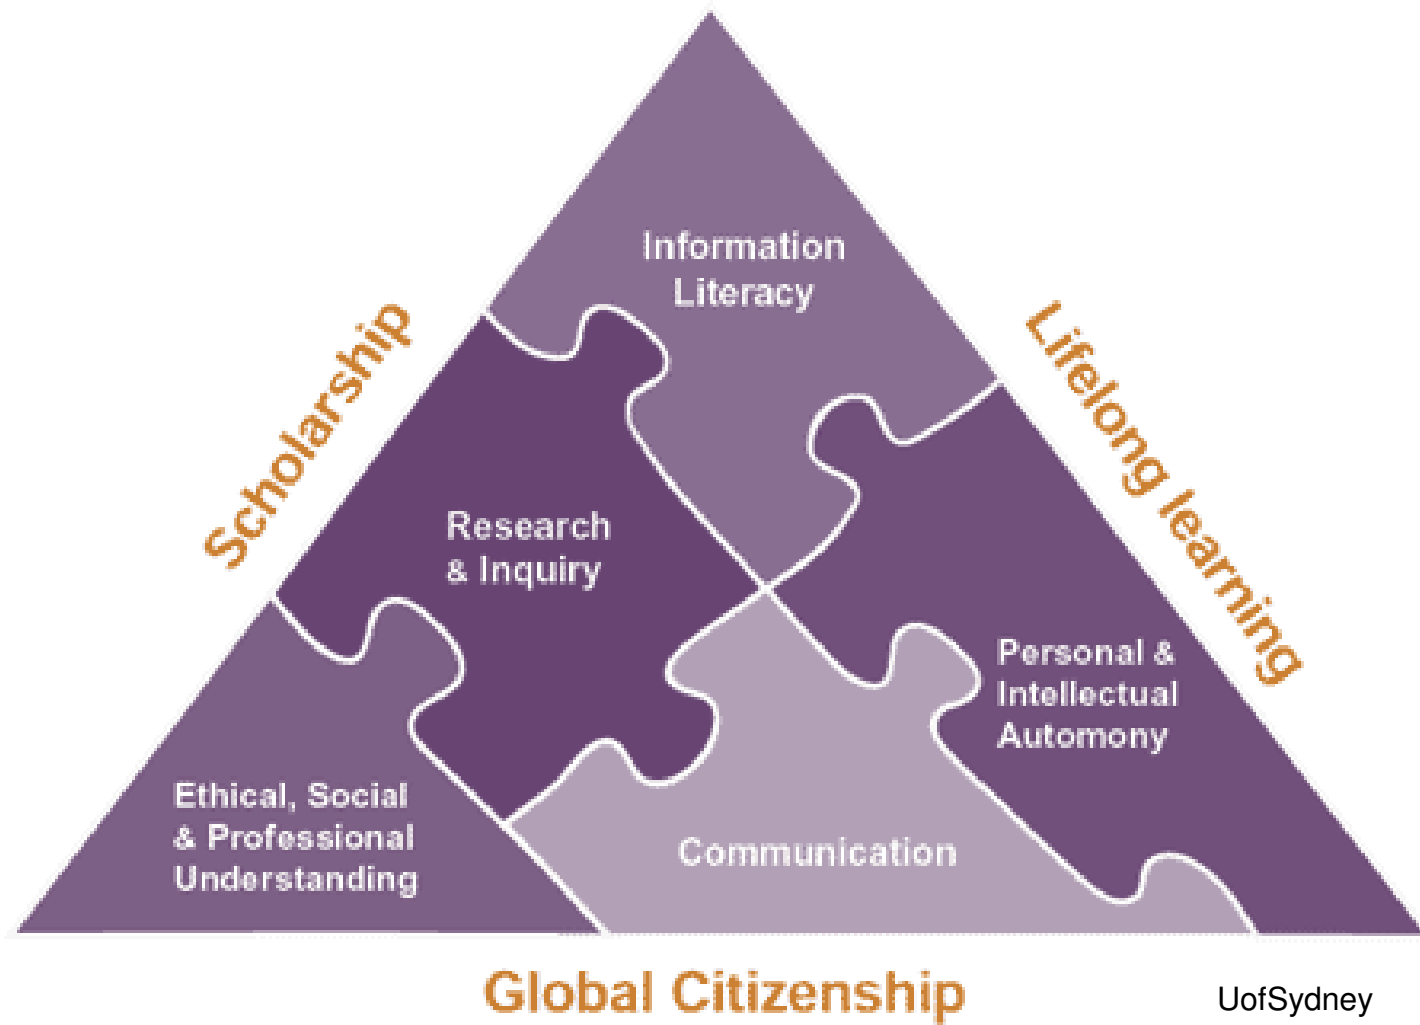 Information
Literacy
Scholarship
Lifelong learning
Research
& Inquiry
Personal &
Intellectual
Automony
Ethical, Social
& Professional
Understanding
Communication
Global Citizenship
UofSydney